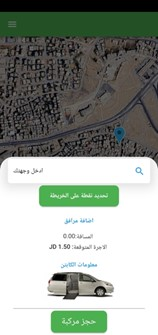 ادخل وجهتك
تحديد نقطة على الخريطة
اضافة مرافق
المسافة 0.00
الاجرة المتوقعة: JD 1.50
معلومات الكابتن
حجز مركبة